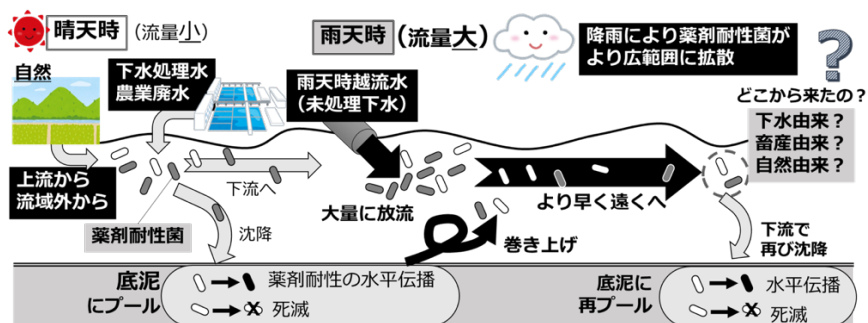 晴天時 (流量小)
雨天時 (流量大)
降雨により薬剤耐性菌が
より広範囲に拡散
?
自然
下水処理水
農業廃水
雨天時越流水
(未処理下水)
どこから来たの?
下水由来?
畜産由来?
自然由来?
上流から
流域外から
下流へ
大量に放流
より早く遠くへ
薬剤耐性菌
沈降
巻き上げ
下流で
再び沈降
底泥
にプール
薬剤耐性の水平伝播
死滅
底泥に
再プール
水平伝播
死滅